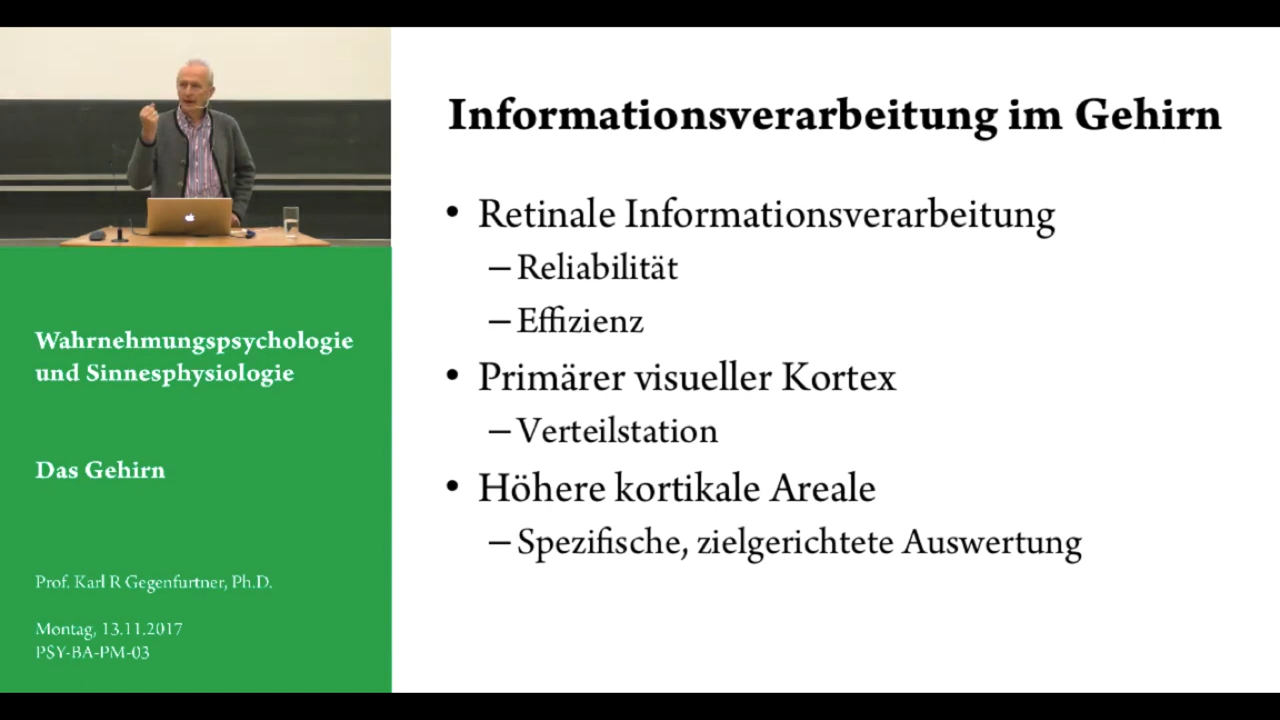 Wahrnehmungspsychologie
und Sinnesphysiologie
Das Gehirn
Prof. Karl R Gegenfurtner, Ph.D.
Montag, 13.11.2017
PSY-BA-PM-03
Informationsverarbeitung im Gehirn
• Retinale Informationsverarbeitung
– Reliabilität
– Effizienz
• Primärer visueller Kortex
– Verteilstation
• Höhere kortikale Areale
– Spezifische, zielgerichtete Auswertung